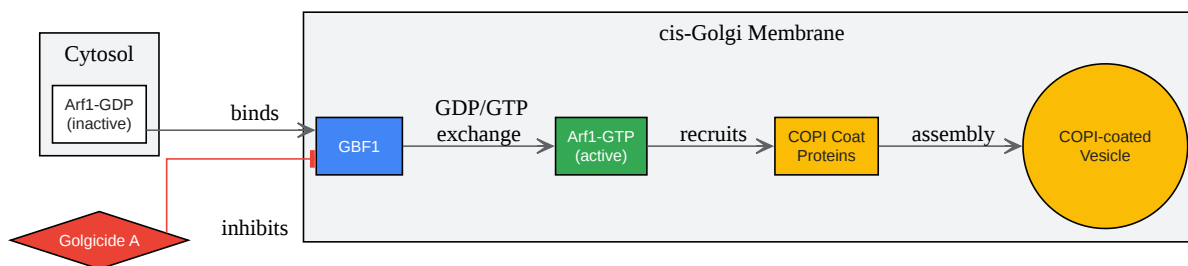 cis-Golgi Membrane
Cytosol
Arf1-GDP
(inactive)
binds
GBF1
GDP/GTP
exchange
Arf1-GTP
(active)
recruits
COPI Coat
Proteins
assembly
COPI-coated
Vesicle
inhibits
Golgicide A